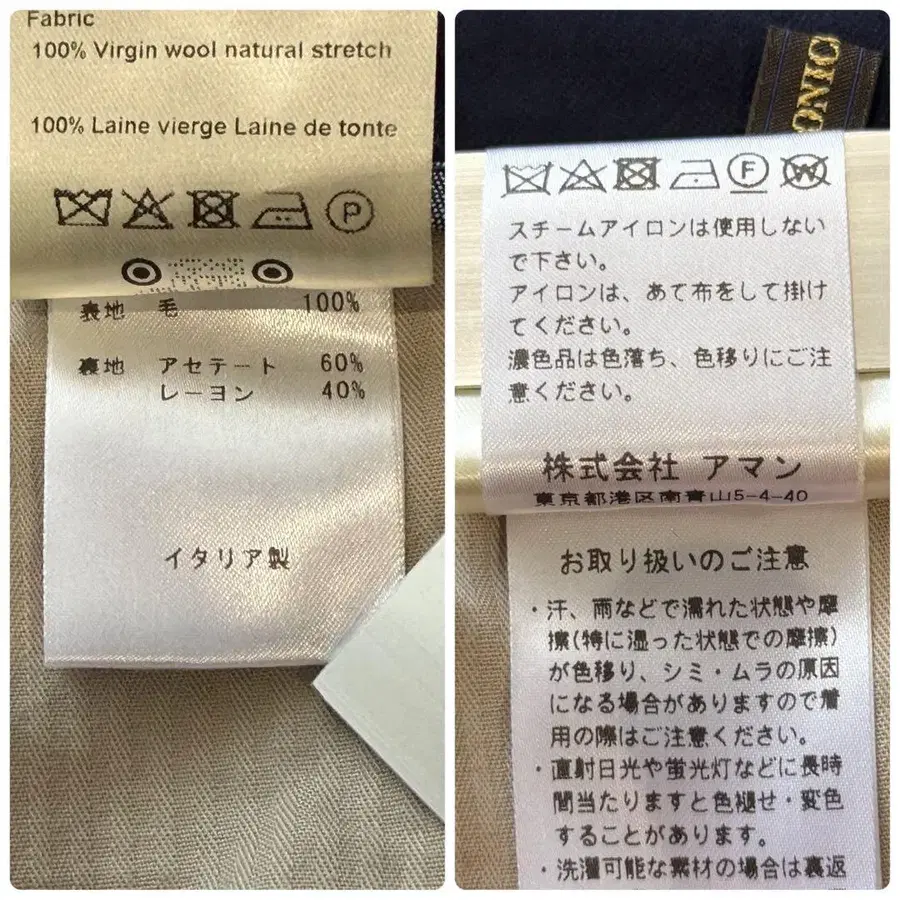 Fabric
100% Virgin wool natural stretch
100% Laine vierge Laine de tonte
P
表地 毛 100%
裏地 アセテート 60%
レーヨン 40%
イタリア製
ONIC
F
W
スチームアイロンは使用しない
で下さい。
アイロンは、あて布をして掛け
てください。
濃色品は色落ち、色移りにご注
意ください。
株式会社 アマン
東京都港区南青山5-4-40
お取り扱いのご注意
・汗、雨などで濡れた状態や摩
擦(特に湿った状態での摩擦)
が色移り、シミ・ムラの原因
になる場合がありますので着
用の際はご注意ください。
・直射日光や蛍光灯などに長時
間当たりますと色褪せ・変色
することがあります。
・洗濯可能な素材の場合は裏返